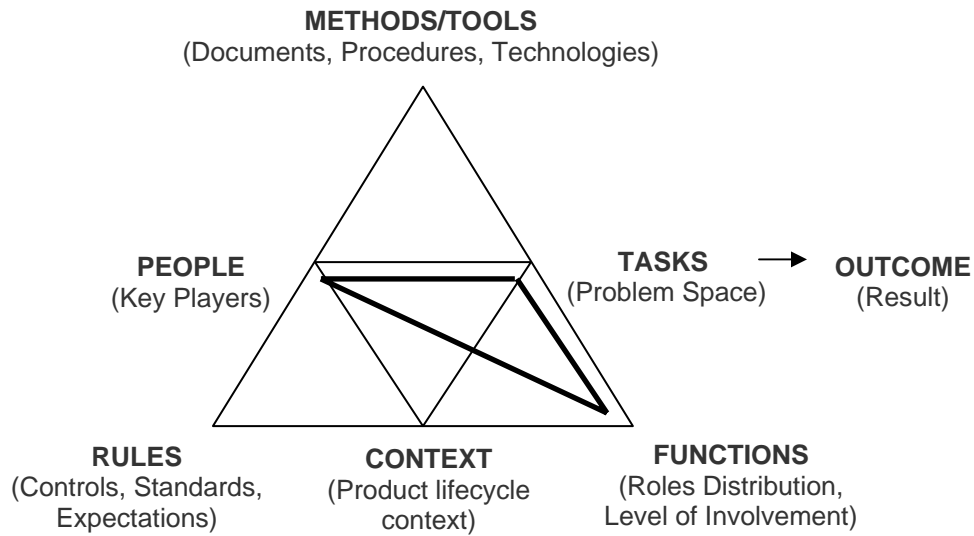 METHODS/TOOLS
(Documents, Procedures, Technologies)
PEOPLE
(Key Players)
TASKS
(Problem Space)
OUTCOME
(Result)
RULES
(Controls, Standards,
Expectations)
CONTEXT
(Product lifecycle
context)
FUNCTIONS
(Roles Distribution,
Level of Involvement)